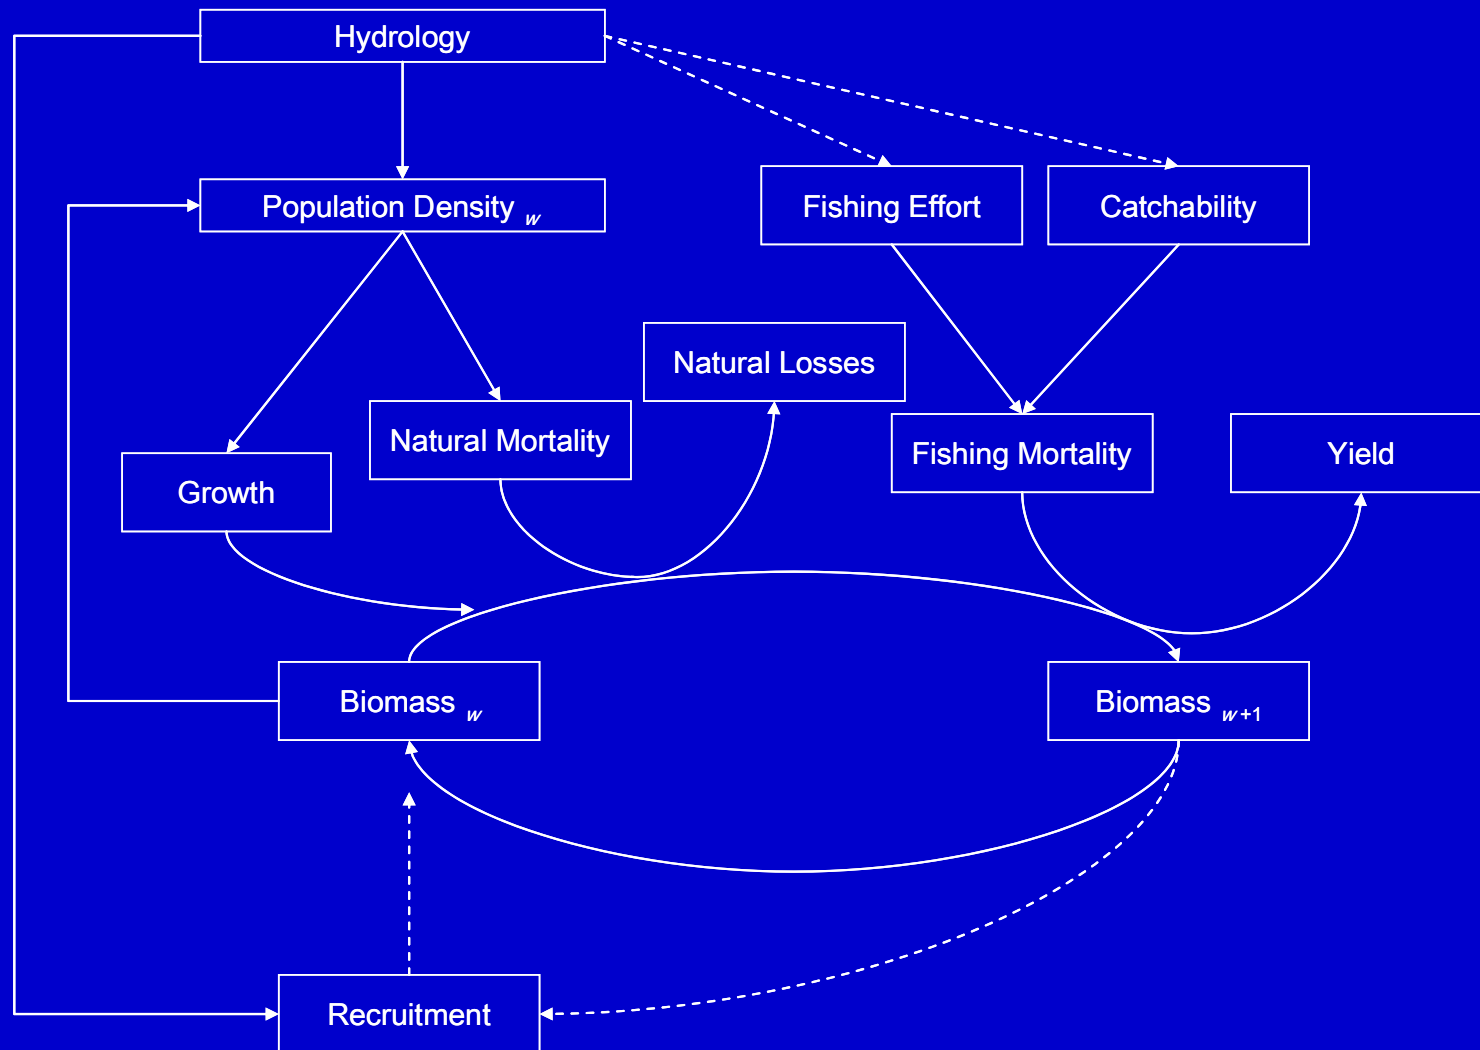 Hydrology
Population Density w
Fishing Effort
Catchability
Natural Losses
Natural Mortality
Fishing Mortality
Yield
Growth
Biomass w
Biomass w+1
Recruitment